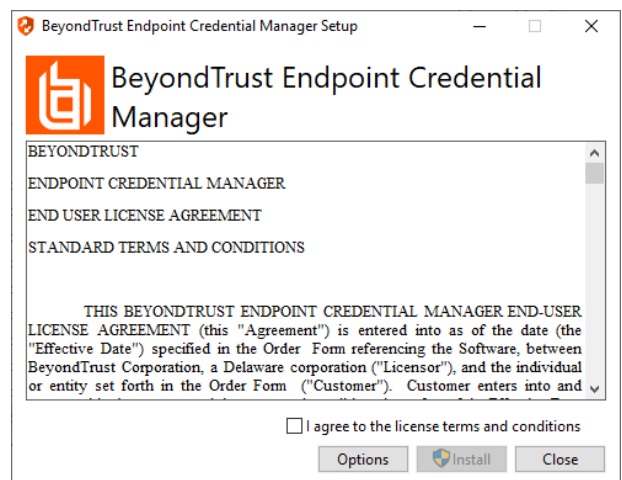 BeyondTrust Endpoint Credential Manager Setup
BeyondTrust Endpoint Credential
Manager
BEYONDTRUST
ENDPOINT CREDENTIAL MANAGER
END USER LICENSE AGREEMENT
STANDARD TERMS AND CONDITIONS
THIS BEYONDTRUST ENDPOINT CREDENTIAL MANAGER END-USER
LICENSE AGREEMENT (this "Agreement") is entered into as of the date (the
"Effective Date") specified in the Order Form referencing the Software, between
BeyondTrust Corporation, a Delaware corporation ("Licensor"), and the individual
or entity set forth in the Order Form ("Customer"). Customer enters into and
I agree to the license terms and conditions
Options
Install
Close